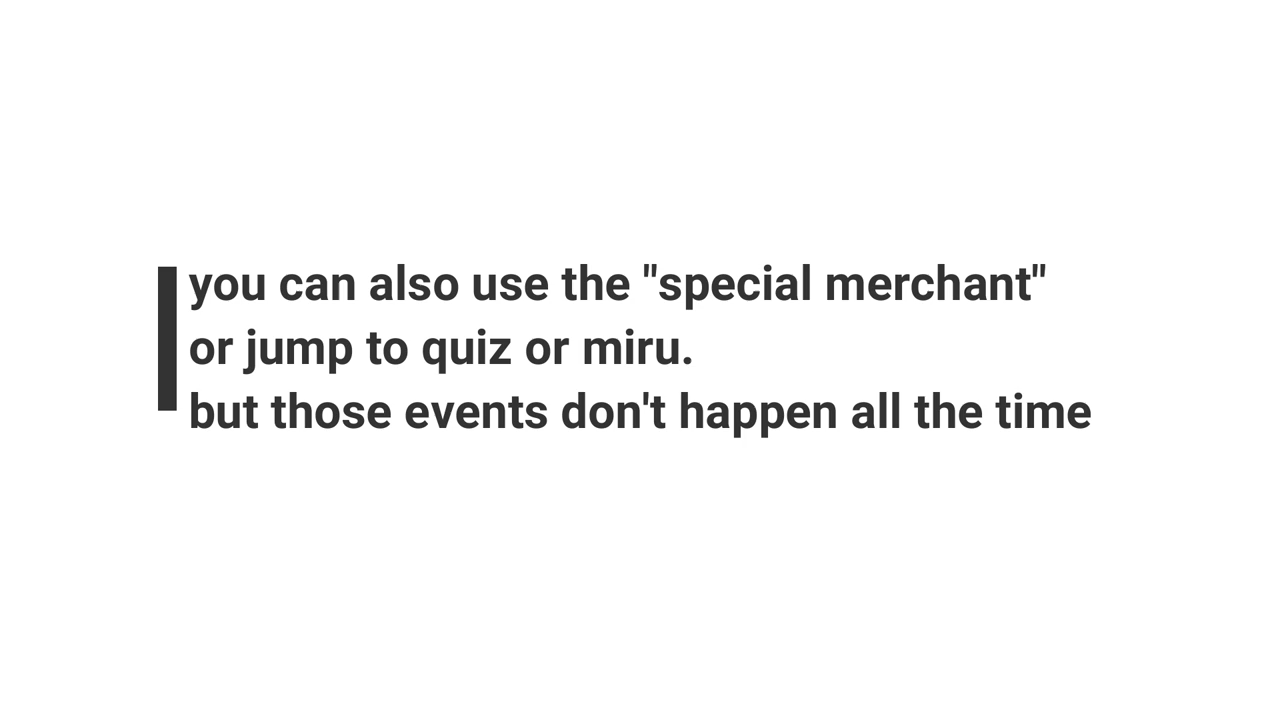 you can also use the "special merchant"
or jump to quiz or miru.
but those events don't happen all the time